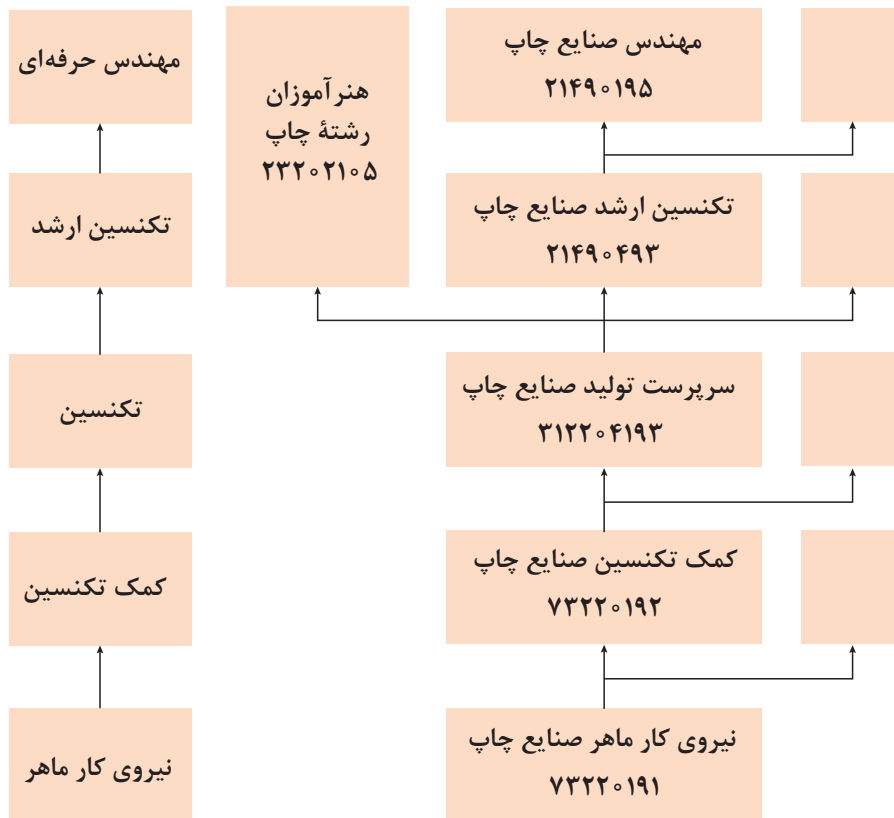 مهندس صنایع چاپ
۲۱۴۹۰۱۹۵
هنرآموزان
رشتهٔ چاپ
۲۳۲۰۲۱۰۵
مهندس حرفه‌ای
تکنسین ارشد صنایع چاپ
۲۱۴۹۰۴۹۳
تکنسین ارشد
سرپرست تولید صنایع چاپ
۳۱۲۲۰۴۱۹۳
تکنسین
کمک تکنسین صنایع چاپ
۷۳۲۲۰۱۹۲
کمک تکنسین
نیروی کار ماهر صنایع چاپ
۷۳۲۲۰۱۹۱
نیروی کار ماهر